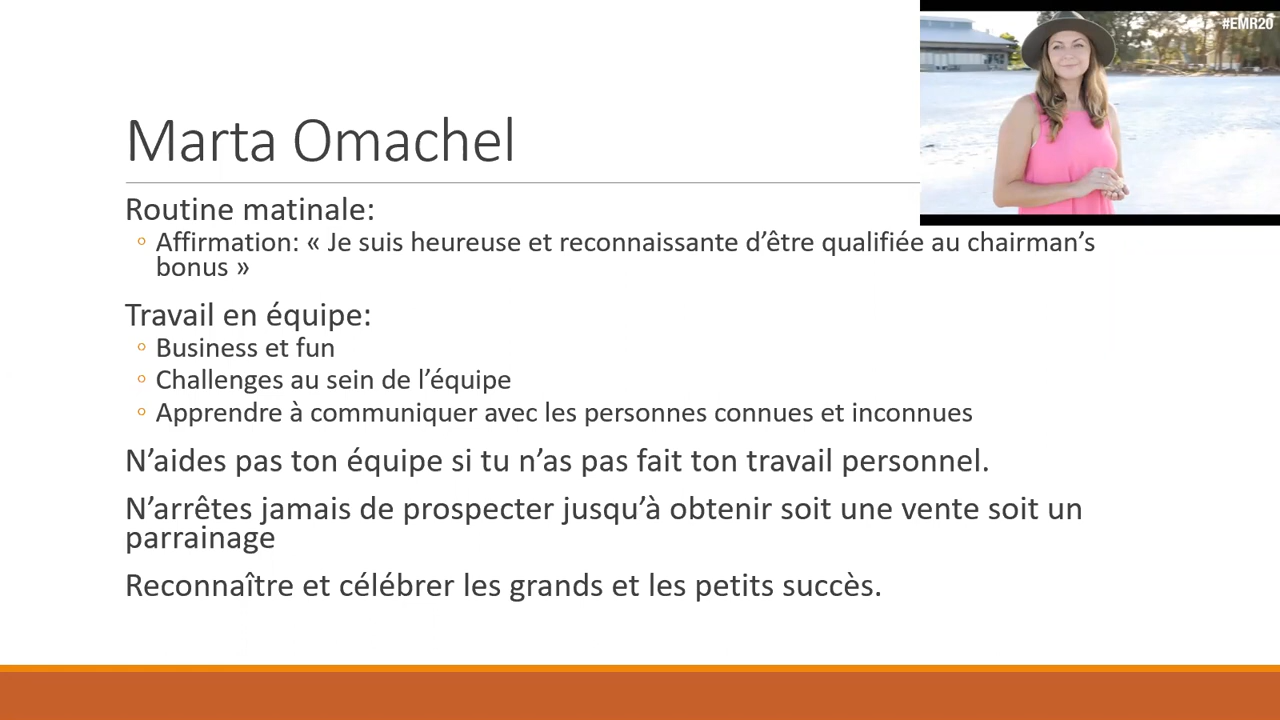 #EMR20
Marta Omachel
Routine matinale:
◦ Affirmation: « Je suis heureuse et reconnaissante d’être qualifiée au chairman’s
bonus »
Travail en équipe:
◦ Business et fun
◦ Challenges au sein de l’équipe
◦ Apprendre à communiquer avec les personnes connues et inconnues
N’aides pas ton équipe si tu n’as pas fait ton travail personnel.
N’arrêtes jamais de prospecter jusqu’à obtenir soit une vente soit un
parrainage
Reconnaître et célébrer les grands et les petits succès.